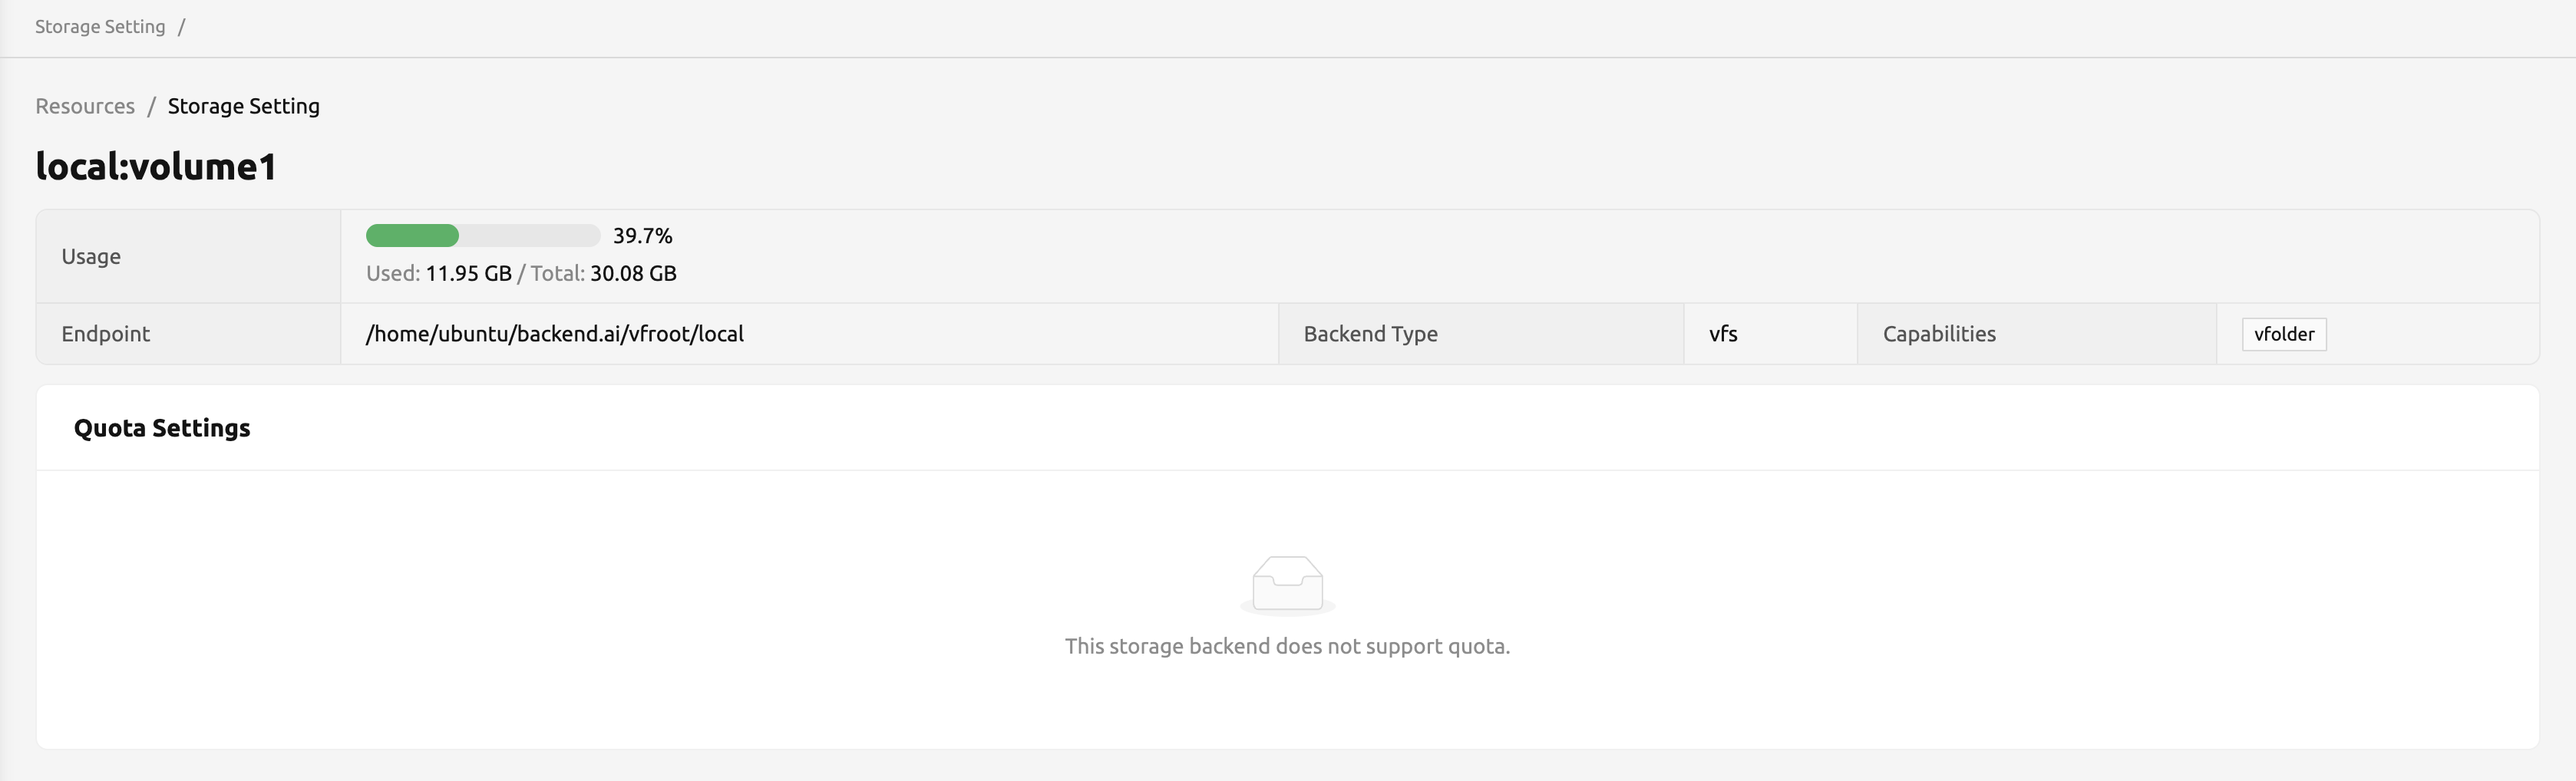 Storage Setting /
Resources / Storage Setting
local:volume1
Usage
39.7%
Used: 11.95 GB / Total: 30.08 GB
Endpoint /home/ubuntu/backend.ai/vfroot/local Backend Type vfs Capabilities vfolder
Quota Settings
This storage backend does not support quota.